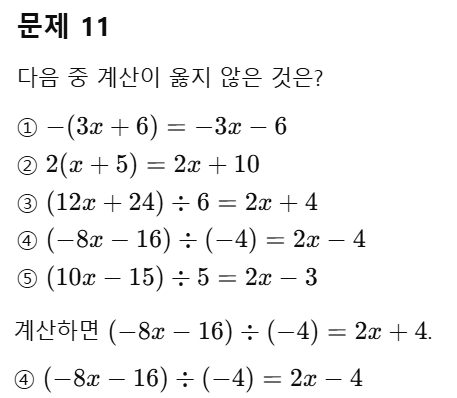 문제 11
다음 중 계산이 옳지 않은 것은?
① −(3x + 6) = −3x − 6
② 2(x + 5) = 2x + 10
③ (12x + 24) ÷ 6 = 2x + 4
④ (−8x − 16) ÷ (−4) = 2x − 4
⑤ (10x − 15) ÷ 5 = 2x − 3
계산하면 (−8x − 16) ÷ (−4) = 2x + 4.
④ (−8x − 16) ÷ (−4) = 2x − 4